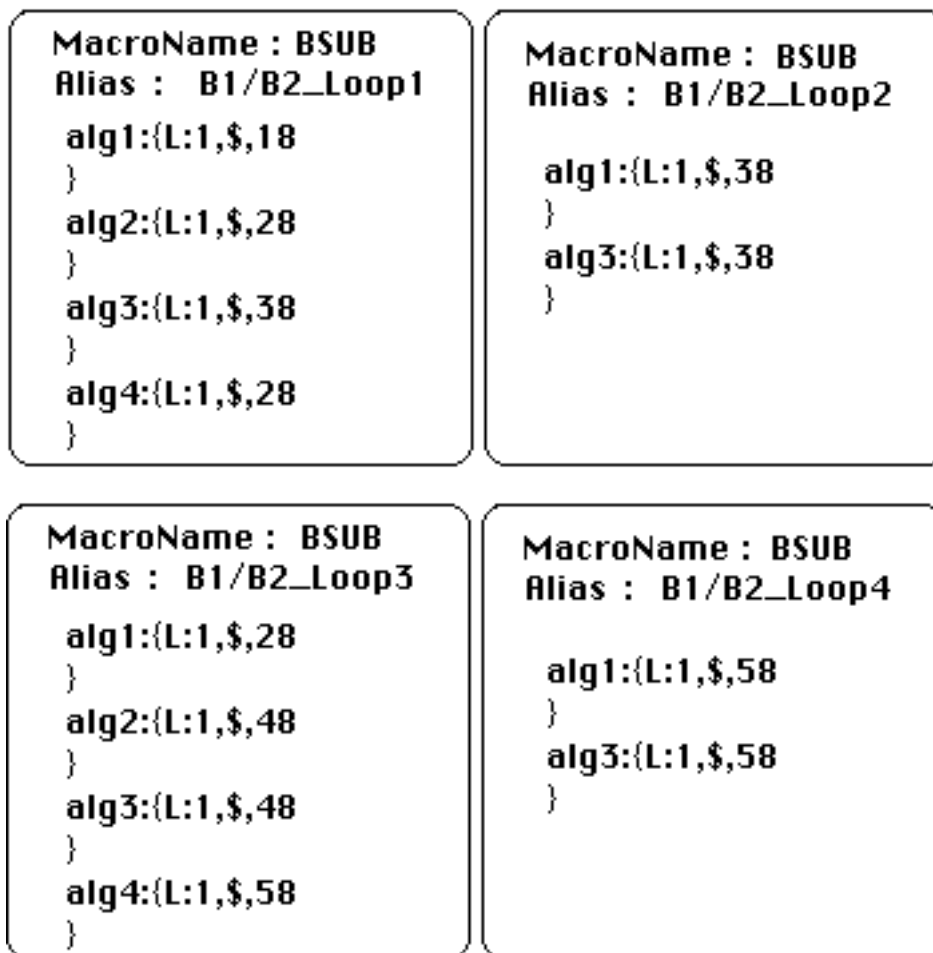 MacroName : BSUB
Alias : B1/B2_Loop1
alg1:{L:1,$,18
}
alg2:{L:1,$,28
}
alg3:{L:1,$,38
}
alg4:{L:1,$,28
}
MacroName : BSUB
Alias : B1/B2_Loop2
alg1:{L:1,$,38
}
alg3:{L:1,$,38
}
MacroName : BSUB
Alias : B1/B2_Loop3
alg1:{L:1,$,28
}
alg2:{L:1,$,48
}
alg3:{L:1,$,48
}
alg4:{L:1,$,58
}
MacroName : BSUB
Alias : B1/B2_Loop4
alg1:{L:1,$,58
}
alg3:{L:1,$,58
}